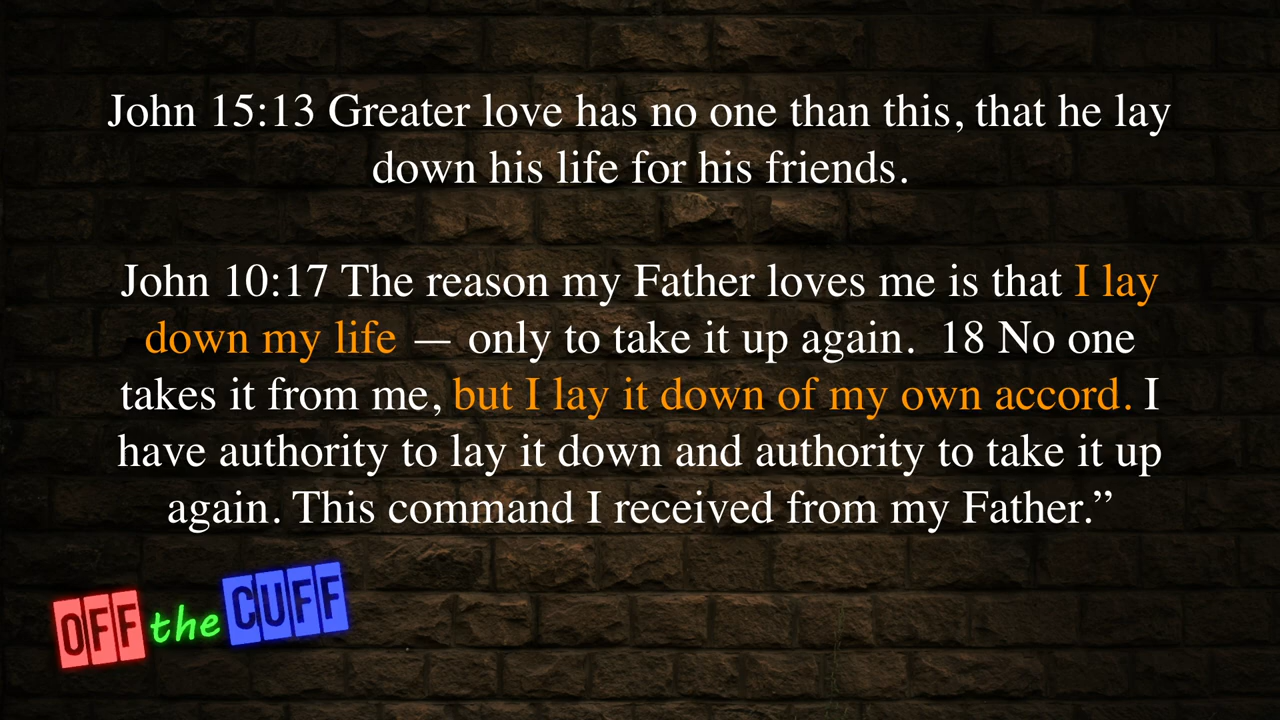 John 15:13 Greater love has no one than this, that he lay
down his life for his friends.
John 10:17 The reason my Father loves me is that I lay
down my life — only to take it up again.  18 No one
takes it from me, but I lay it down of my own accord. I
have authority to lay it down and authority to take it up
again. This command I received from my Father.”
OFF the CUFF